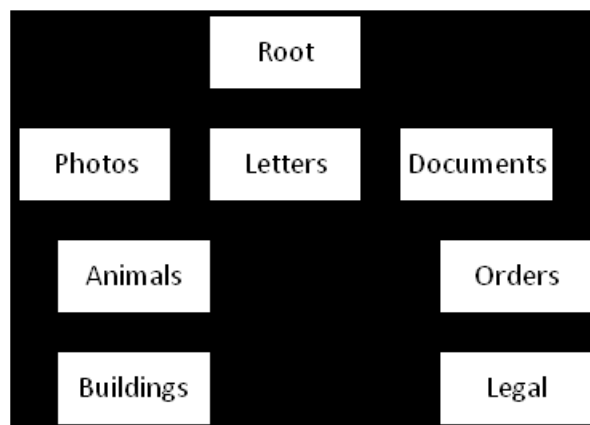 Root
Photos
Letters
Documents
Animals
Orders
Buildings
Legal